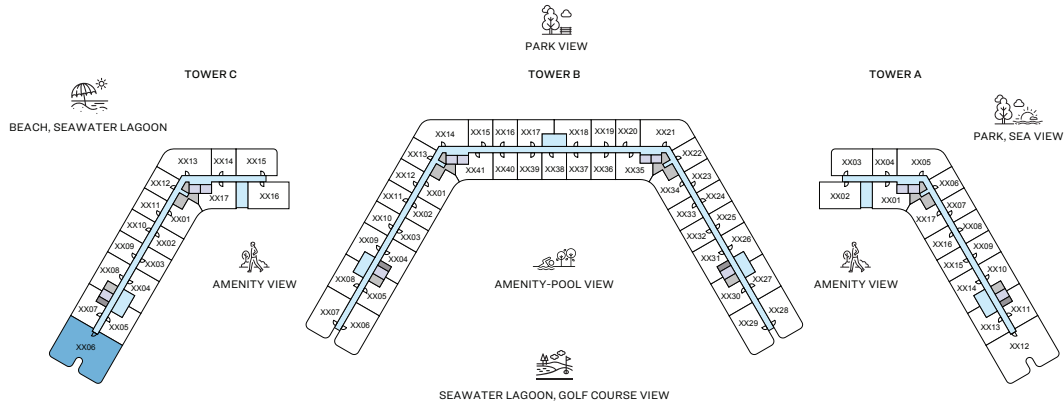 PARK VIEW
TOWER C
TOWER B
TOWER A
BEACH, SEAWATER LAGOON
PARK, SEA VIEW
XX13
XX14
XX15
XX12
XX11
XX10
XX09
XX08
XX07
XX06
XX05
XX04
XX03
XX02
XX01
XX17
XX16
XX14
XX15
XX16
XX17
XX18
XX19
XX20
XX21
XX13
XX12
XX11
XX10
XX09
XX08
XX07
XX06
XX05
XX04
XX03
XX02
XX01
XX41
XX40
XX39
XX38
XX37
XX36
XX35
XX34
XX33
XX32
XX31
XX30
XX29
XX28
XX27
XX26
XX25
XX24
XX23
XX22
XX03
XX04
XX05
XX02
XX01
XX17
XX06
XX07
XX08
XX09
XX10
XX11
XX12
XX13
XX14
XX15
XX16
AMENITY VIEW
AMENITY-POOL VIEW
AMENITY VIEW
SEAWATER LAGOON, GOLF COURSE VIEW